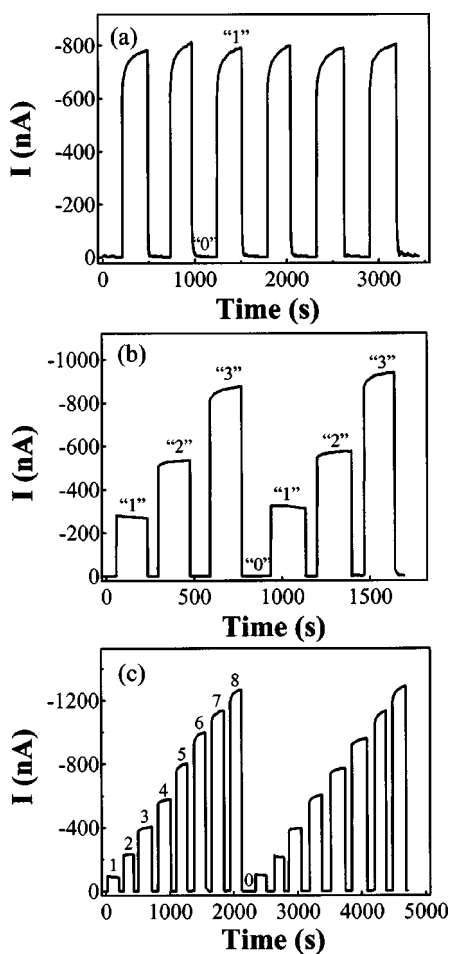 (a)
I (nA)
-800
-600
-400
-200
0
“1”
“0”
0 1000 2000 3000
Time (s)
(b)
I (nA)
-1000
-800
-600
-400
-200
0
“1” “2” “3” “0” “1” “2” “3”
0 500 1000 1500
Time (s)
(c)
I (nA)
-1200
-800
-400
0
1 2 3 4 5 6 7 8 0
0 1000 2000 3000 4000 5000
Time (s)